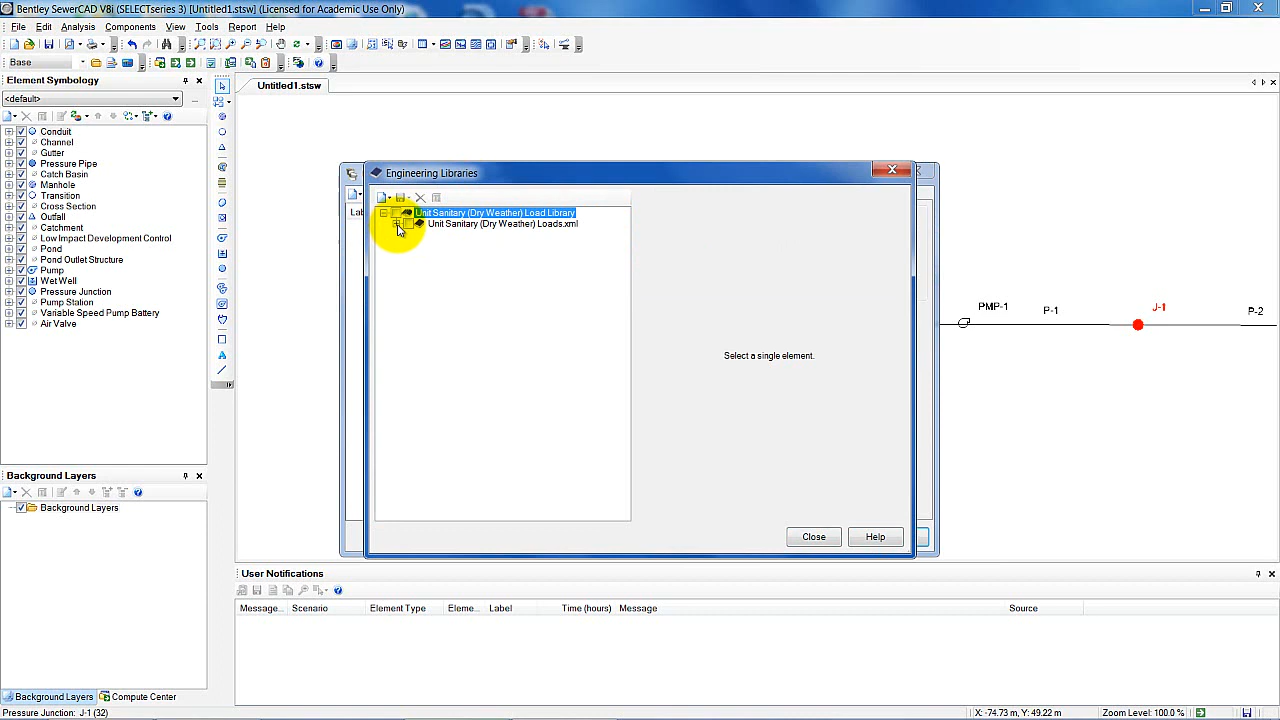 Bentley SewerCAD V8i (SELECTseries 3) [Untitled1.stsw] (Licensed for Academic Use Only)
File Edit Analysis Components View Tools Report Help
Base
Element Symbology
<default>
Conduit
Channel
Gutter
Pressure Pipe
Catch Basin
Manhole
Transition
Cross Section
Outfall
Catchment
Low Impact Development Control
Pond
Pond Outlet Structure
Pump
Wet Well
Pressure Junction
Pump Station
Variable Speed Pump Battery
Air Valve
Untitled1.stsw
Engineering Libraries
Unit Sanitary (Dry Weather) Load Library
Unit Sanitary (Dry Weather) Loads.xml
Select a single element.
Close Help
PMP-1
P-1
J-1
P-2
Background Layers
Background Layers
Background Layers Compute Center
User Notifications
Message... Scenario Element Type Eleme... Label Time (hours) Message Source
Pressure Junction: J-1 (32)
X: -74.73 m, Y: 49.22 m Zoom Level: 100.0 %